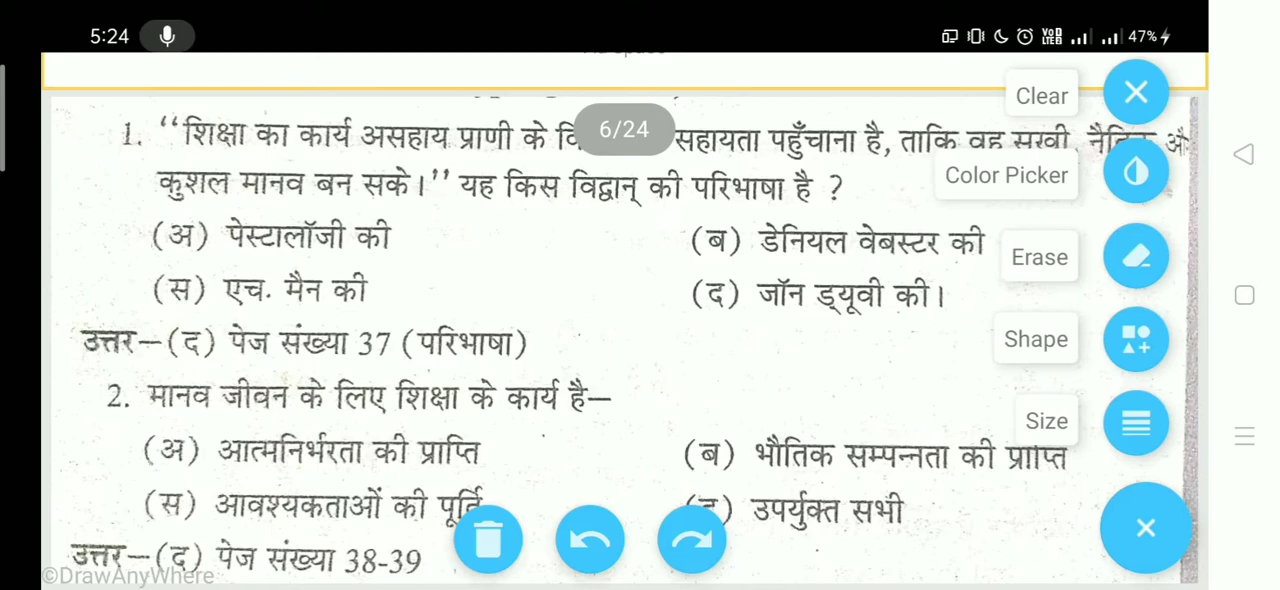 5:24 47%
Clear
1. “शिक्षा का कार्य असहाय प्राणी के 6/24 सहायता पहुँचाना है, ताकि वह सुखी,
Color Picker
कुशल मानव बन सके।” यह किस विद्वान् की परिभाषा है ?
(अ) पेस्टालॉजी की (ब) डेनियल वेबस्टर की
Erase
(स) एच. मैन की (द) जॉन ड्यूवी की।
Shape
उत्तर–(द) पेज संख्या 37 (परिभाषा)
2. मानव जीवन के लिए शिक्षा के कार्य है–
Size
(अ) आत्मनिर्भरता की प्राप्ति (ब) भौतिक सम्पन्नता की प्राप्ति
(स) आवश्यकताओं की पूर्ति उपर्युक्त सभी
उत्तर–(द) पेज संख्या 38-39
©DrawAnyWhere